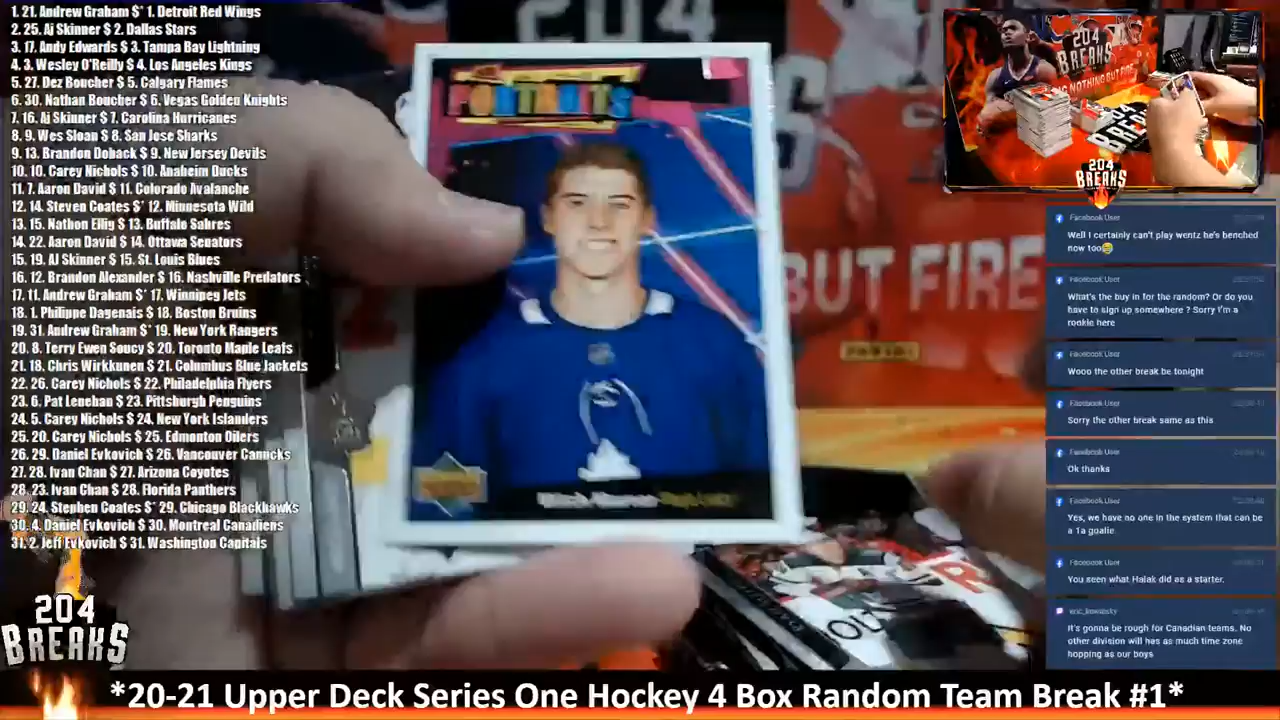 1. 21. Andrew Graham $* 1. Detroit Red Wings
2. 25. Aj Skinner $ 2. Dallas Stars
3. 17. Andy Edwards $ 3. Tampa Bay Lightning
4. 3. Wesley O'Reilly $ 4. Los Angeles Kings
5. 27. Dez Boucher $ 5. Calgary Flames
6. 30. Nathan Boucher $ 6. Vegas Golden Knights
7. 16. Aj Skinner $ 7. Carolina Hurricanes
8. 9. Wes Sloan $ 8. San Jose Sharks
9. 13. Brandon Doback $ 9. New Jersey Devils
10. 10. Carey Nichols $ 10. Anaheim Ducks
11. 7. Aaron David $ 11. Colorado Avalanche
12. 14. Steven Coates $* 12. Minnesota Wild
13. 15. Nathon Ellig $ 13. Buffalo Sabres
14. 22. Aaron David $ 14. Ottawa Senators
15. 19. AJ Skinner $ 15. St. Louis Blues
16. 12. Brandon Alexander $ 16. Nashville Predators
17. 11. Andrew Graham $* 17. Winnipeg Jets
18. 1. Philippe Dagenais $ 18. Boston Bruins
19. 31. Andrew Graham $* 19. New York Rangers
20. 8. Terry Ewen Soucy $ 20. Toronto Maple Leafs
21. 18. Chris Wirkkunen $ 21. Columbus Blue Jackets
22. 26. Carey Nichols $ 22. Philadelphia Flyers
23. 6. Pat Lenehan $ 23. Pittsburgh Penguins
24. 5. Carey Nichols $ 24. New York Islanders
25. 20. Carey Nichols $ 25. Edmonton Oilers
26. 29. Daniel Evkovich $ 26. Vancouver Canucks
27. 28. Ivan Chan $ 27. Arizona Coyotes
28. 23. Ivan Chan $ 28. Florida Panthers
29. 24. Stephen Coates $* 29. Chicago Blackhawks
30. 4. Daniel Evkovich $ 30. Montreal Canadiens
31. 2. Jeff Evkovich $ 31. Washington Capitals
204
BREAKS
204
PORTRAITS
BUT FIRE
PANINI
204
BREAKS
NOTHING BUT FIRE
204
BREAKS
Facebook User
Well I certainly can't play wentz he's benched
now too
Facebook User
What's the buy in for the random? Or do you
have to sign up somewhere ? Sorry I'm a
rookie here
Facebook User
Wooo the other break be tonight
Facebook User
Sorry the other break same as this
Facebook User
Ok thanks
Facebook User
Yes, we have no one in the system that can be
a 1a goalie.
Facebook User
You seen what Halak did as a starter.
It's gonna be rough for Canadian teams. No
other division will has as much time zone
hopping as our boys
*20-21 Upper Deck Series One Hockey 4 Box Random Team Break #1*